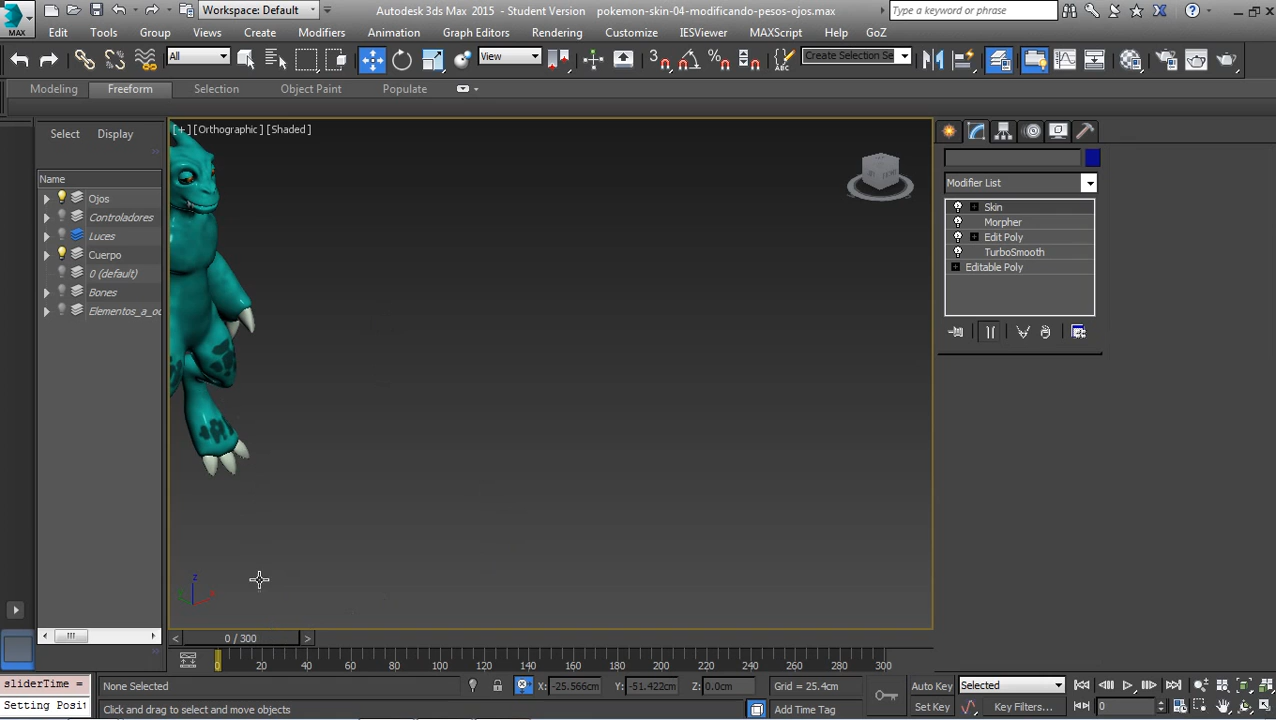 Workspace: Default
Autodesk 3ds Max 2015 - Student Version pokemon-skin-04-modificando-pesos-ojos.max
Type a keyword or phrase
MAX
Edit Tools Group Views Create Modifiers Animation Graph Editors Rendering Customize IESViewer MAXScript Help GoZ
All
View
3
Create Selection Se
Modeling Freeform Selection Object Paint Populate
Select Display
[+] [Orthographic] [Shaded]
Name
Ojos
Controladores
Luces
Cuerpo
0 (default)
Bones
Elementos_a_oc
Modifier List
Skin
Morpher
Edit Poly
TurboSmooth
Editable Poly
z
0 / 300
0 20 40 60 80 100 120 140 160 180 200 220 240 260 280 300
sliderTime =
None Selected
X: -25.566cm Y: -51.422cm Z: 0.0cm
Grid = 25.4cm
Auto Key
Selected
Setting Posit
Click and drag to select and move objects
Add Time Tag
Set Key
Key Filters...
0